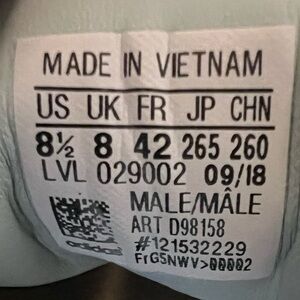 MADE IN VIETNAM
US UK FR JP CHN
8½ 8 42 265 260
LVL 029002 09/18
MALE/MÂLE
ART D98158
#121532229
FrG5NWV>00002